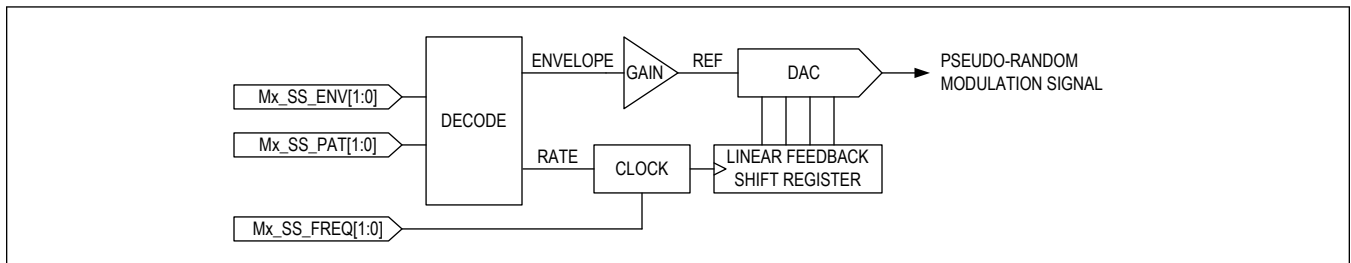 ENVELOPE
GAIN
REF
DAC
PSEUDO-RANDOM
MODULATION SIGNAL
Mx_SS_ENV[1:0]
DECODE
Mx_SS_PAT[1:0]
RATE
CLOCK
LINEAR FEEDBACK
SHIFT REGISTER
Mx_SS_FREQ[1:0]